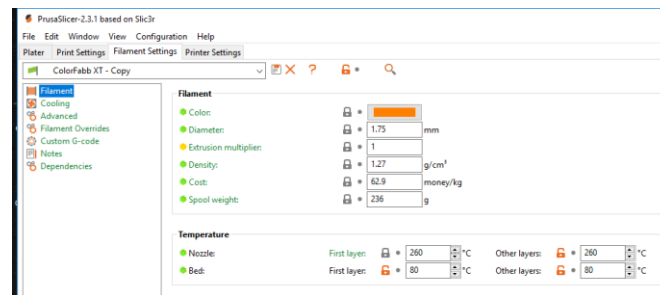 PrusaSlicer-2.3.1 based on Slic3r
File Edit Window View Configuration Help
Plater Print Settings Filament Settings Printer Settings
ColorFabb XT - Copy
Filament
Cooling
Advanced
Filament Overrides
Custom G-code
Notes
Dependencies
Filament
Color:
Diameter: 1.75 mm
Extrusion multiplier: 1
Density: 1.27 g/cm³
Cost: 62.9 money/kg
Spool weight: 236 g
Temperature
Nozzle: First layer: 260 °C Other layers: 260 °C
Bed: First layer: 80 °C Other layers: 80 °C